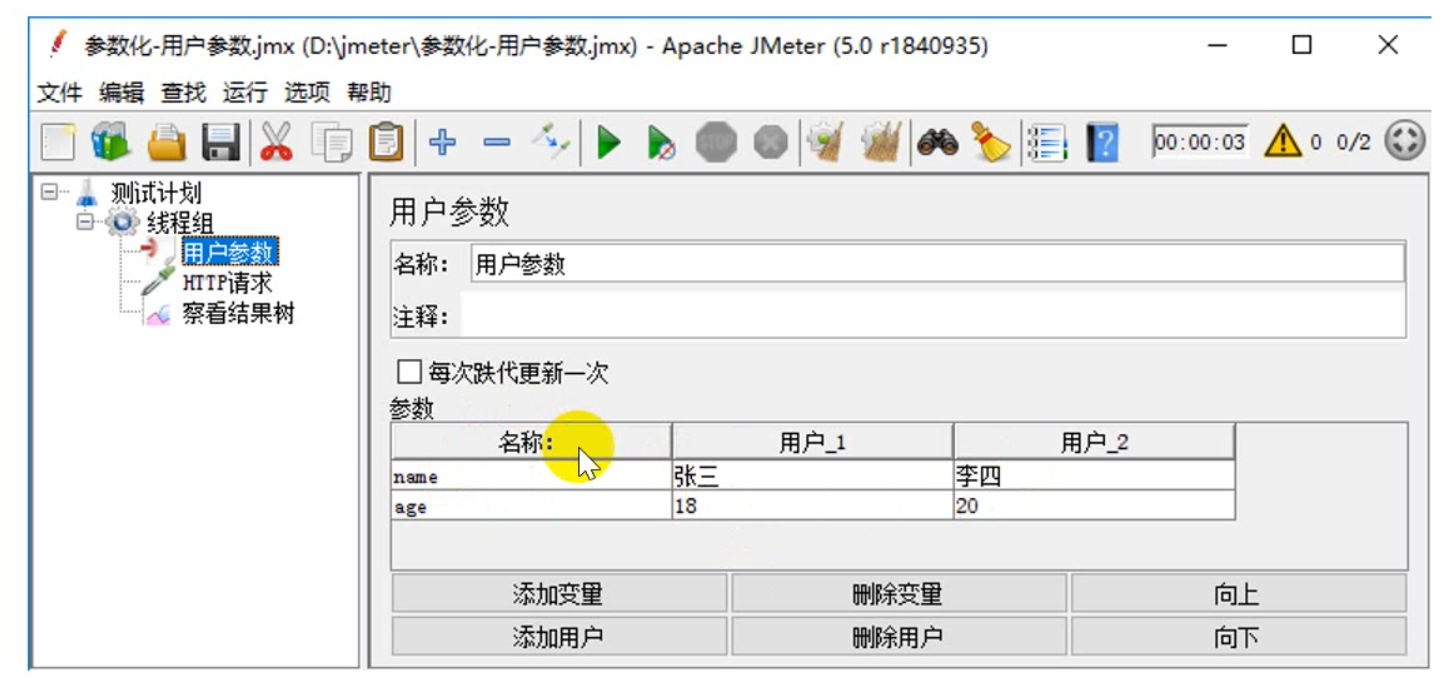 参数化-用户参数.jmx (D:\jmeter\参数化-用户参数.jmx) - Apache JMeter (5.0 r1840935)
文件 编辑 查找 运行 选项 帮助
STOP 00:00:03 0 0/2
测试计划
线程组
用户参数
HTTP请求
察看结果树
用户参数
名称： 用户参数
注释：
每次跌代更新一次
参数
名称： 用户_1 用户_2
name 张三 李四
age 18 20
添加变量 删除变量 向上
添加用户 删除用户 向下